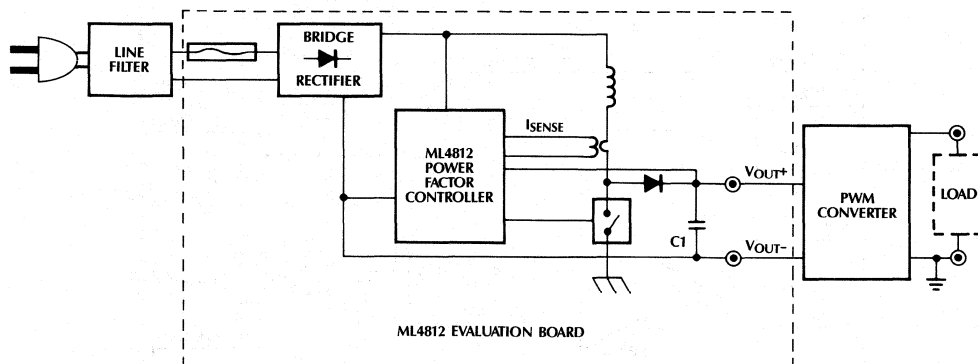 LINE
FILTER
BRIDGE
RECTIFIER
ISENSE
ML4812
POWER
FACTOR
CONTROLLER
C1
VOUT+
VOUT−
PWM
CONVERTER
LOAD
ML4812 EVALUATION BOARD